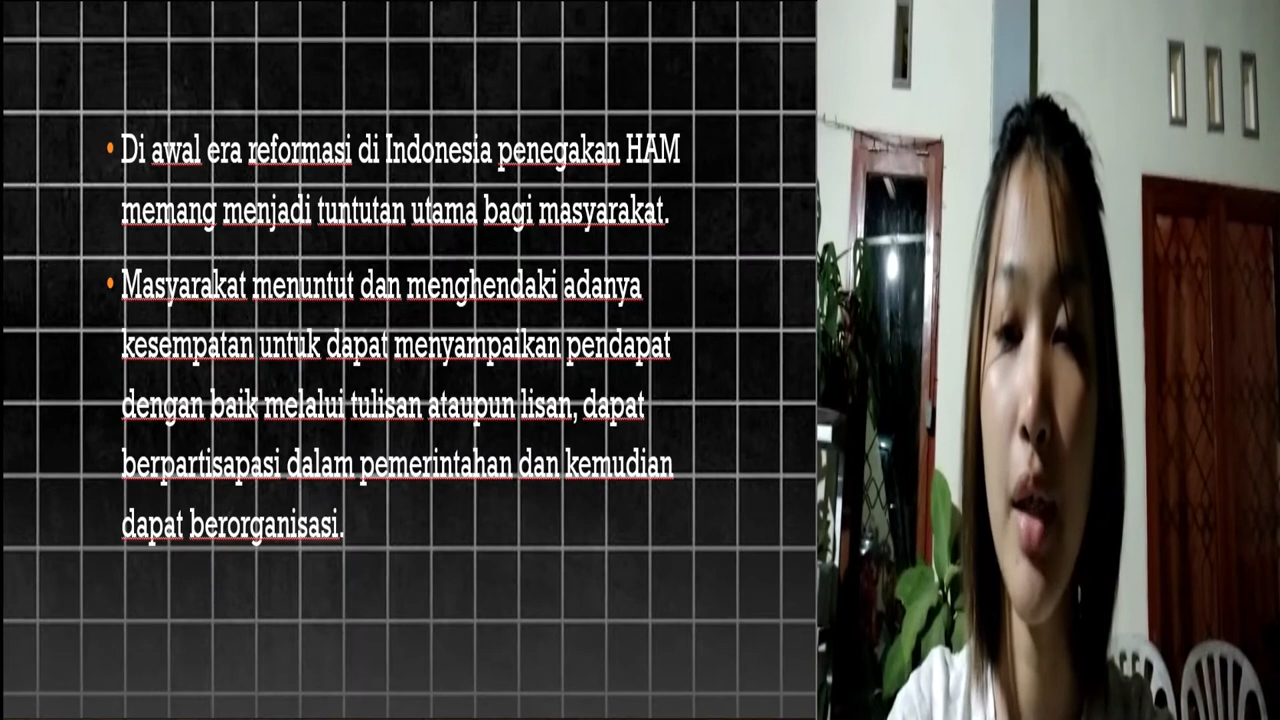 • Di awal era reformasi di Indonesia penegakan HAM
memang menjadi tuntutan utama bagi masyarakat.
• Masyarakat menuntut dan menghendaki adanya
kesempatan untuk dapat menyampaikan pendapat
dengan baik melalui tulisan ataupun lisan, dapat
berpartisapasi dalam pemerintahan dan kemudian
dapat berorganisasi.